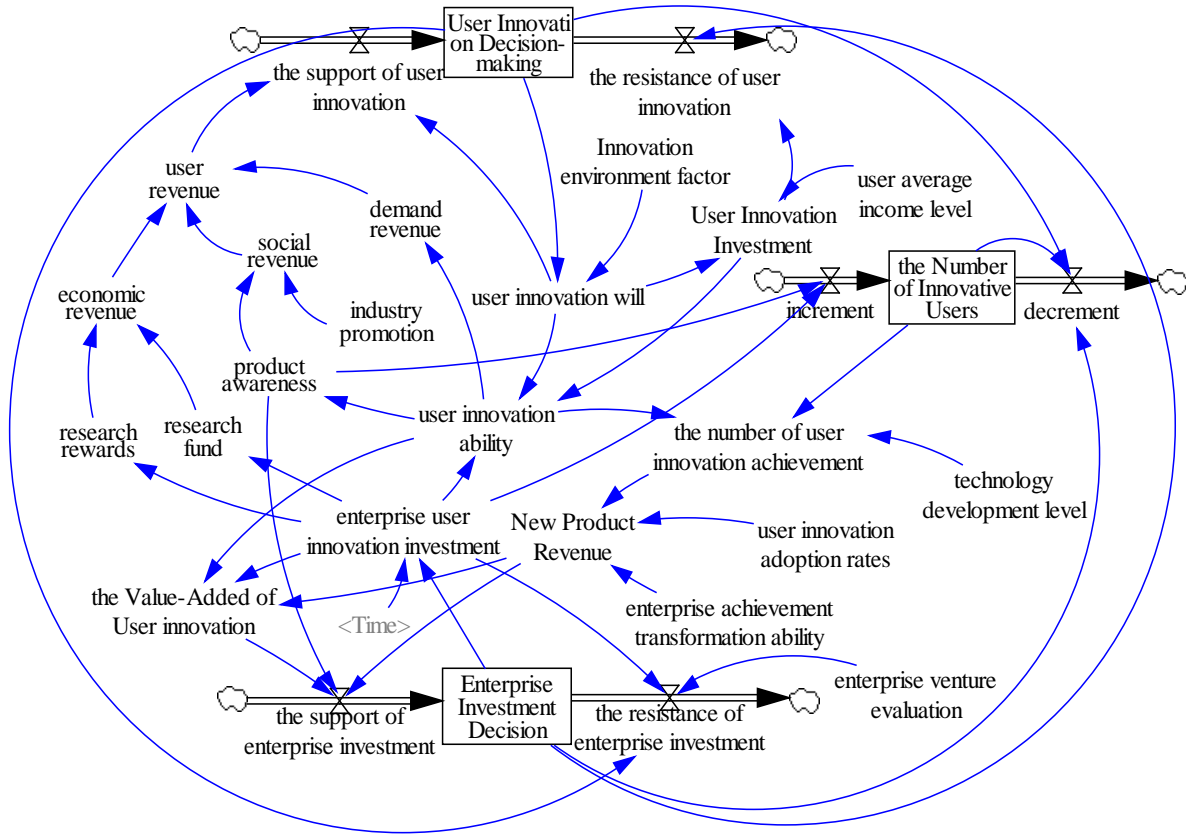 User Innovati
on Decision-
making
the support of user
innovation
the resistance of user
innovation
Innovation
environment factor
user
revenue
demand
revenue
user average
income level
User Innovation
Investment
social
revenue
the Number
of Innovative
Users
economic
revenue
user innovation will
industry
promotion
increment
decrement
product
awareness
user innovation
ability
research
rewards
research
fund
the number of user
innovation achievement
technology
development level
enterprise user
innovation investment
New Product
Revenue
user innovation
adoption rates
the Value-Added of
User innovation
<Time>
enterprise achievement
transformation ability
Enterprise
Investment
Decision
enterprise venture
evaluation
the support of
enterprise investment
the resistance of
enterprise investment